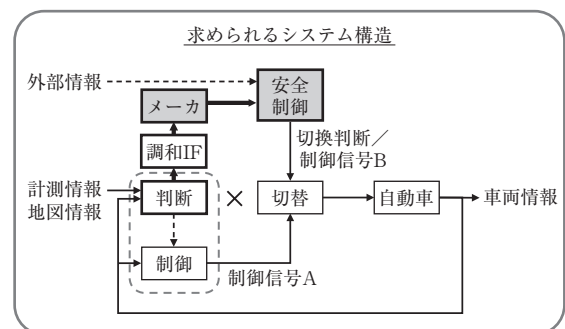 求められるシステム構造
外部情報
安全
制御
メーカ
切換判断／
制御信号B
調和IF
計測情報
地図情報
判断
×
切替
自動車
車両情報
制御
制御信号A